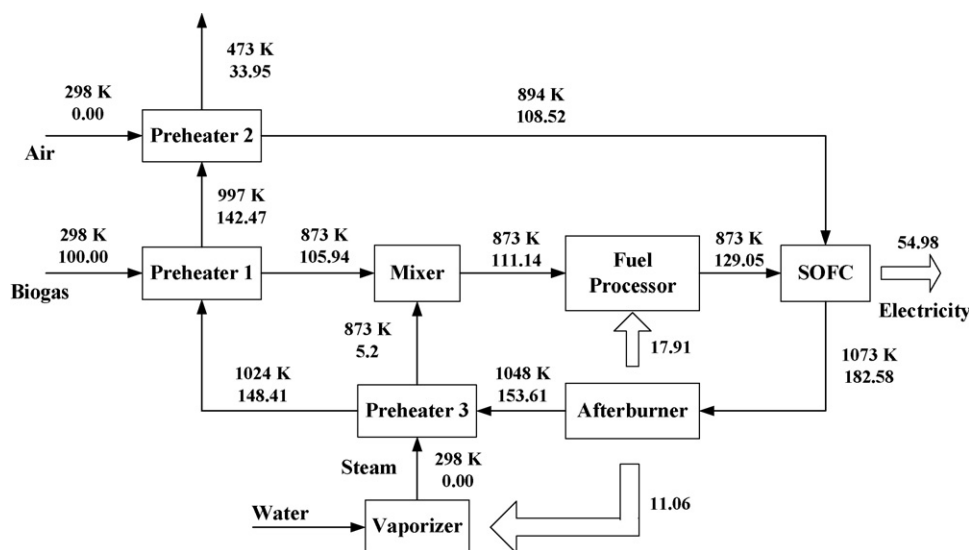 473 K
33.95
298 K
0.00
Preheater 2
894 K
108.52
Air
997 K
142.47
298 K
100.00
Preheater 1
873 K
105.94
Mixer
873 K
111.14
Fuel
Processor
873 K
129.05
SOFC
54.98
Biogas
Electricity
873 K
5.2
17.91
1073 K
182.58
1024 K
148.41
Preheater 3
1048 K
153.61
Afterburner
Steam
298 K
0.00
11.06
Water
Vaporizer